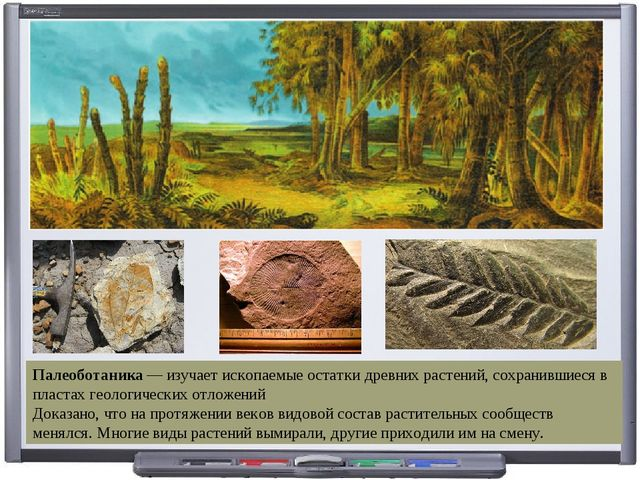 Палеоботаника — изучает ископаемые остатки древних растений, сохранившиеся в
пластах геологических отложений
Доказано, что на протяжении веков видовой состав растительных сообществ
менялся. Многие виды растений вымирали, другие приходили им на смену.